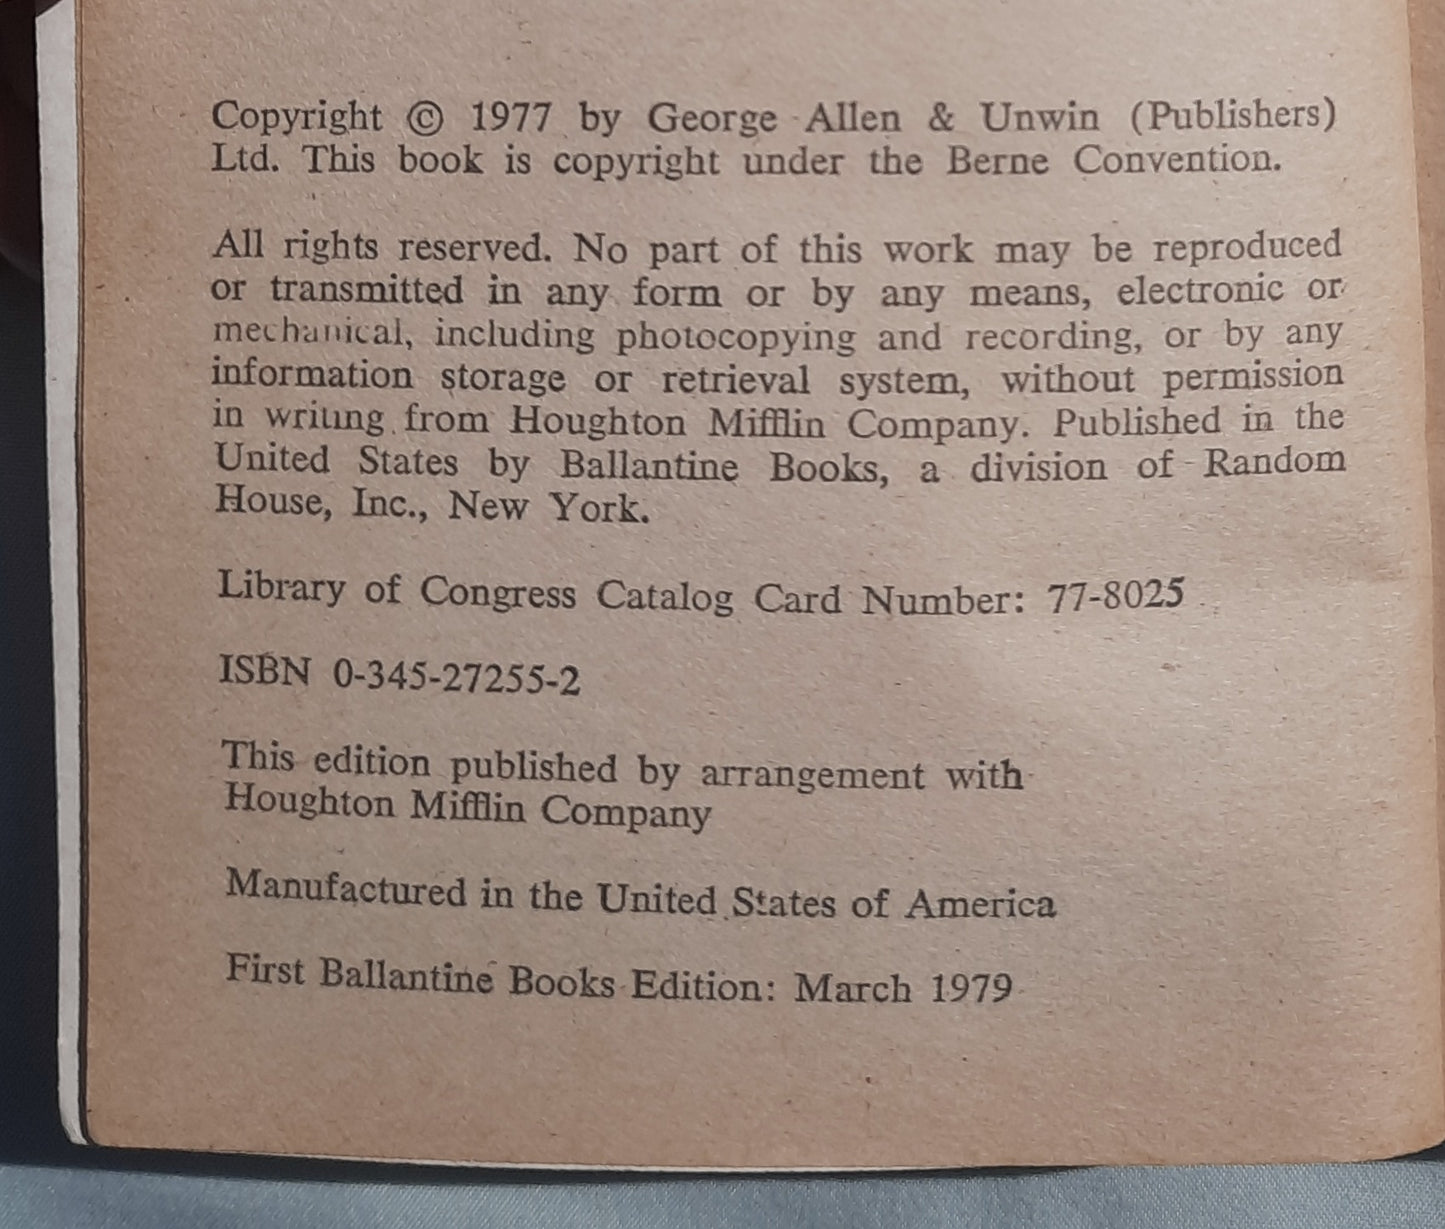 Copyright © 1977 by George Allen & Unwin (Publishers)
Ltd. This book is copyright under the Berne Convention.
All rights reserved. No part of this work may be reproduced
or transmitted in any form or by any means, electronic or
mechanical, including photocopying and recording, or by any
information storage or retrieval system, without permission
in writing from Houghton Mifflin Company. Published in the
United States by Ballantine Books, a division of Random
House, Inc., New York.
Library of Congress Catalog Card Number: 77-8025
ISBN 0-345-27255-2
This edition published by arrangement with
Houghton Mifflin Company
Manufactured in the United States of America
First Ballantine Books Edition: March 1979